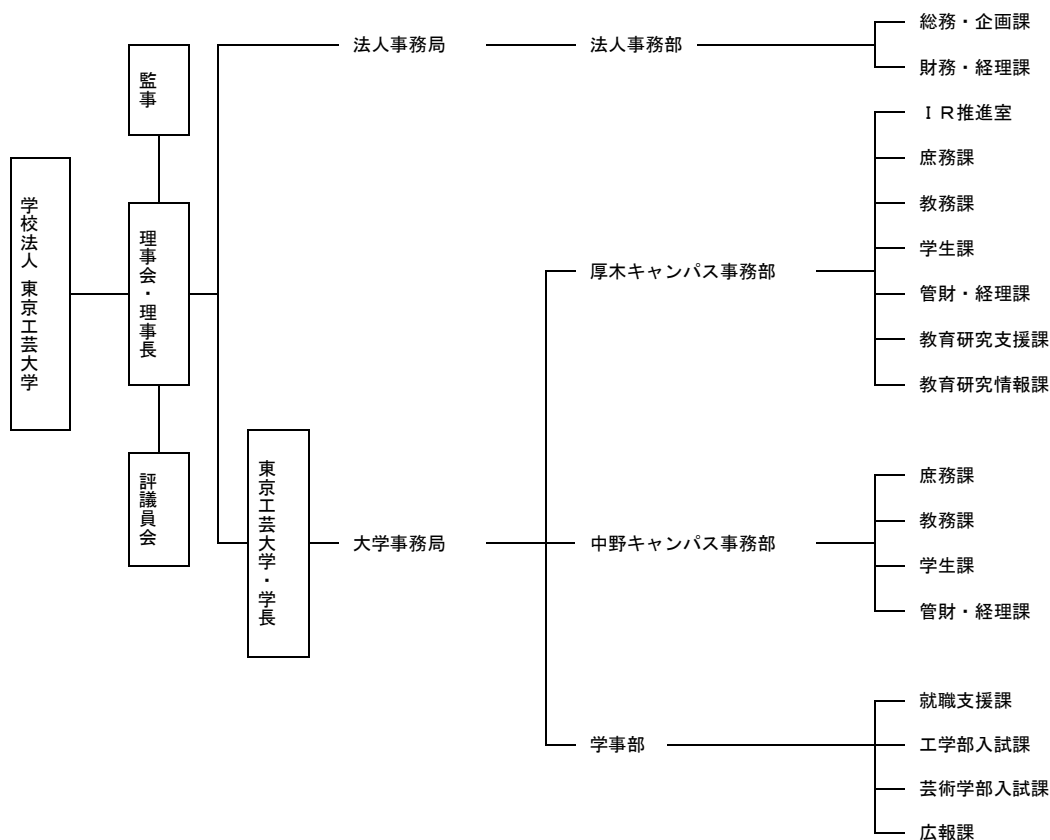 学校法人 東京工芸大学
監事
理事会・理事長
評議員会
法人事務局
法人事務部
総務・企画課
財務・経理課
東京工芸大学・学長
大学事務局
厚木キャンパス事務部
ＩＲ推進室
庶務課
教務課
学生課
管財・経理課
教育研究支援課
教育研究情報課
中野キャンパス事務部
庶務課
教務課
学生課
管財・経理課
学事部
就職支援課
工学部入試課
芸術学部入試課
広報課